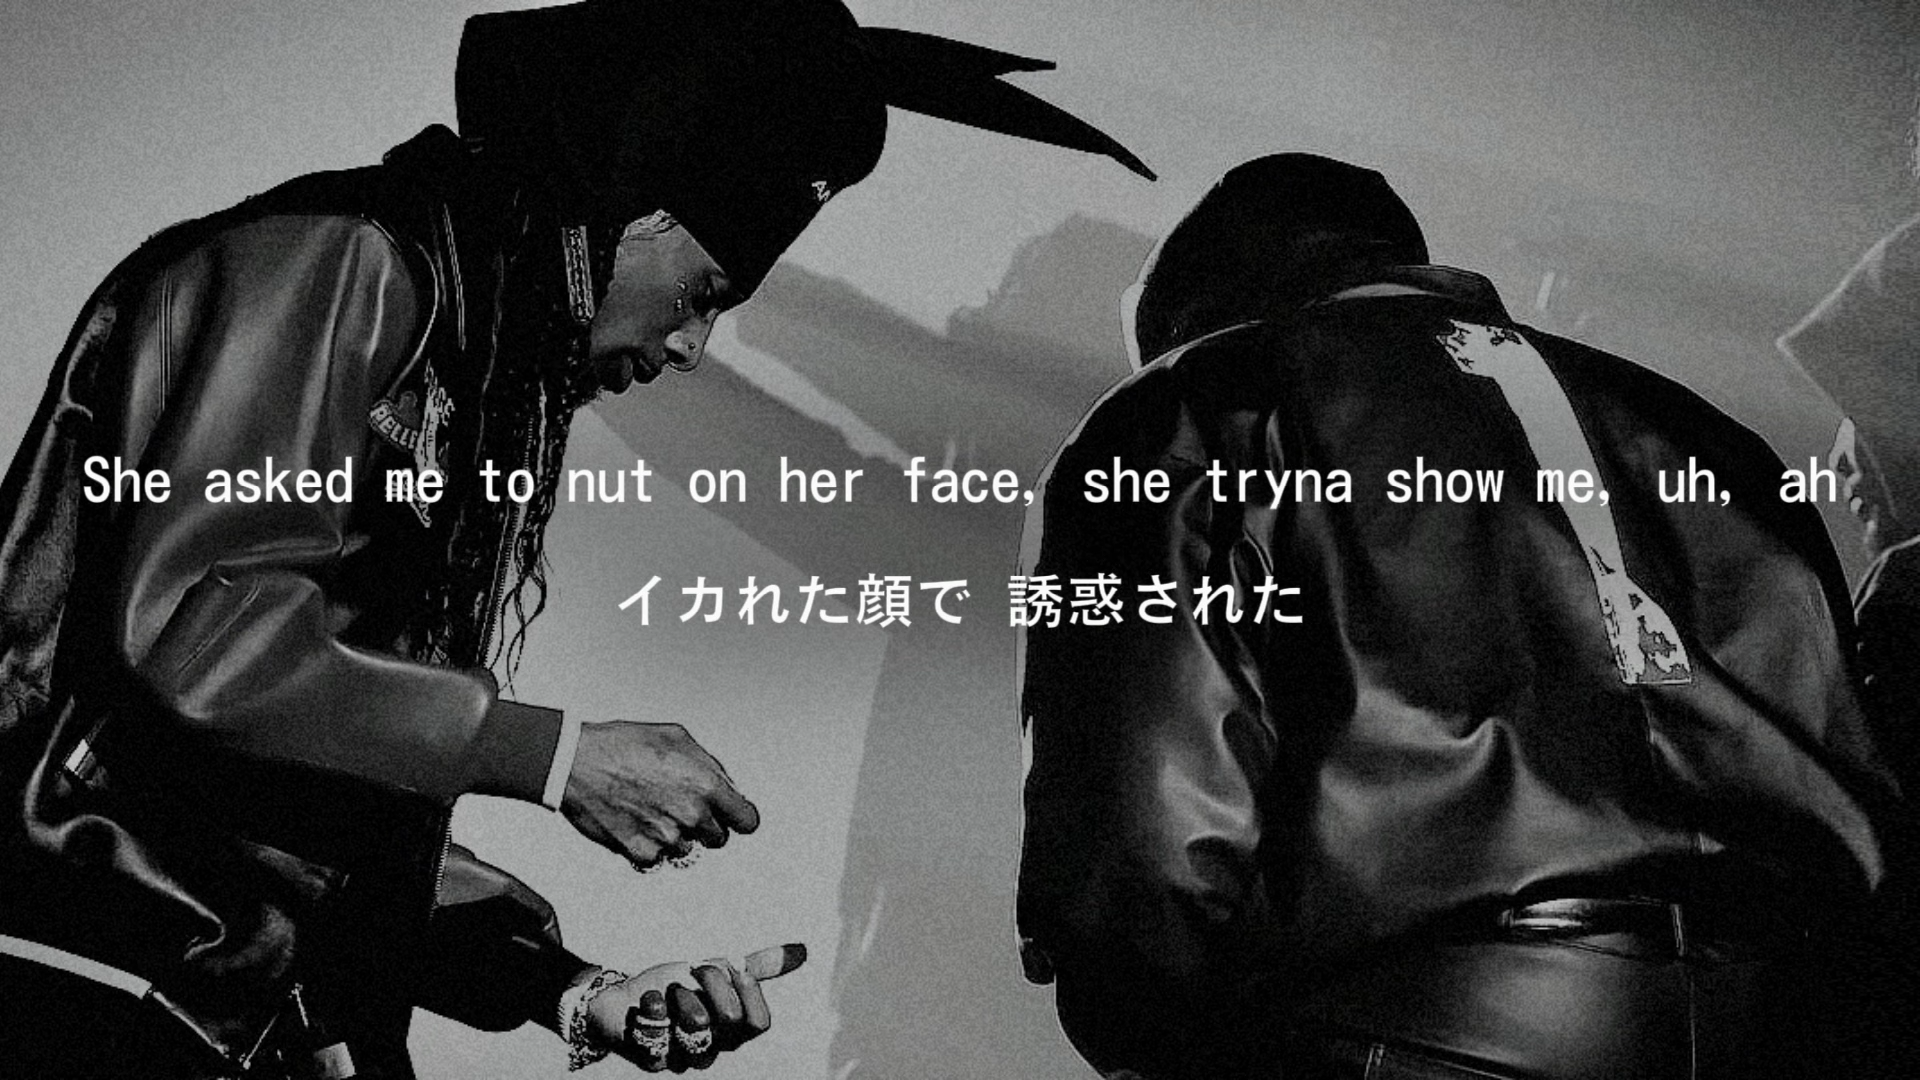 She asked me to nut on her face, she tryna show me, uh, ah
イカれた顔で 誘惑された